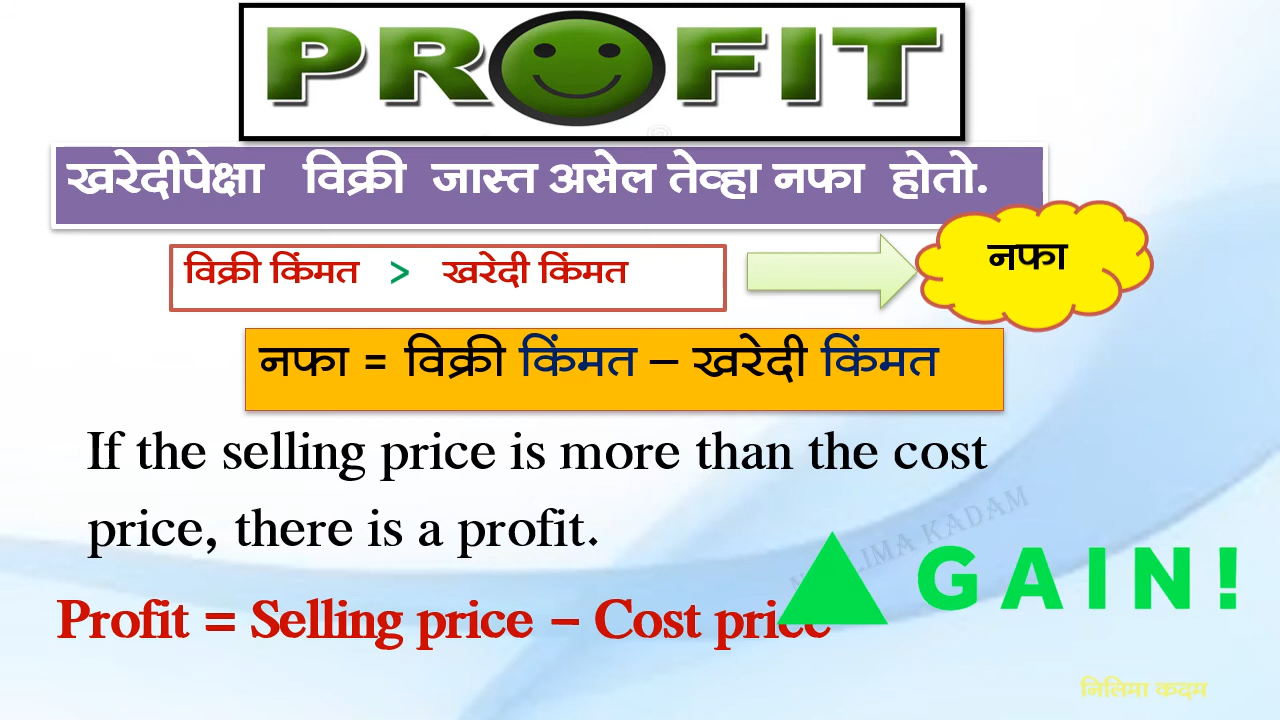 PROFIT
खरेदीपेक्षा विक्री जास्त असेल तेव्हा नफा होतो.
विक्री किंमत > खरेदी किंमत
नफा
नफा = विक्री किंमत – खरेदी किंमत
If the selling price is more than the cost
price, there is a profit.
KADAM
GAIN!
Profit = Selling price – Cost price
निलिमा कदम